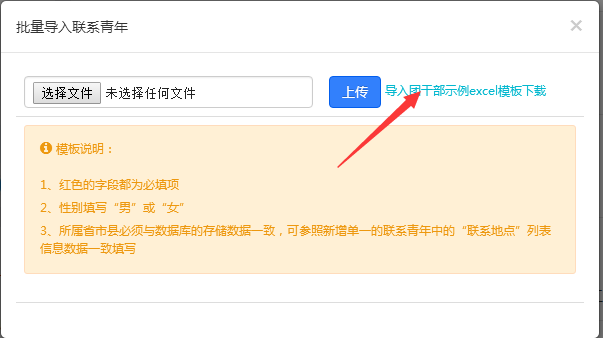 批量导入联系青年
×
选择文件 未选择任何文件 上传 导入团干部示例excel模板下载
模板说明：
1、红色的字段都为必填项
2、性别填写“男”或“女”
3、所属省市县必须与数据库的存储数据一致，可参照新增单一的联系青年中的“联系地点”列表
信息数据一致填写